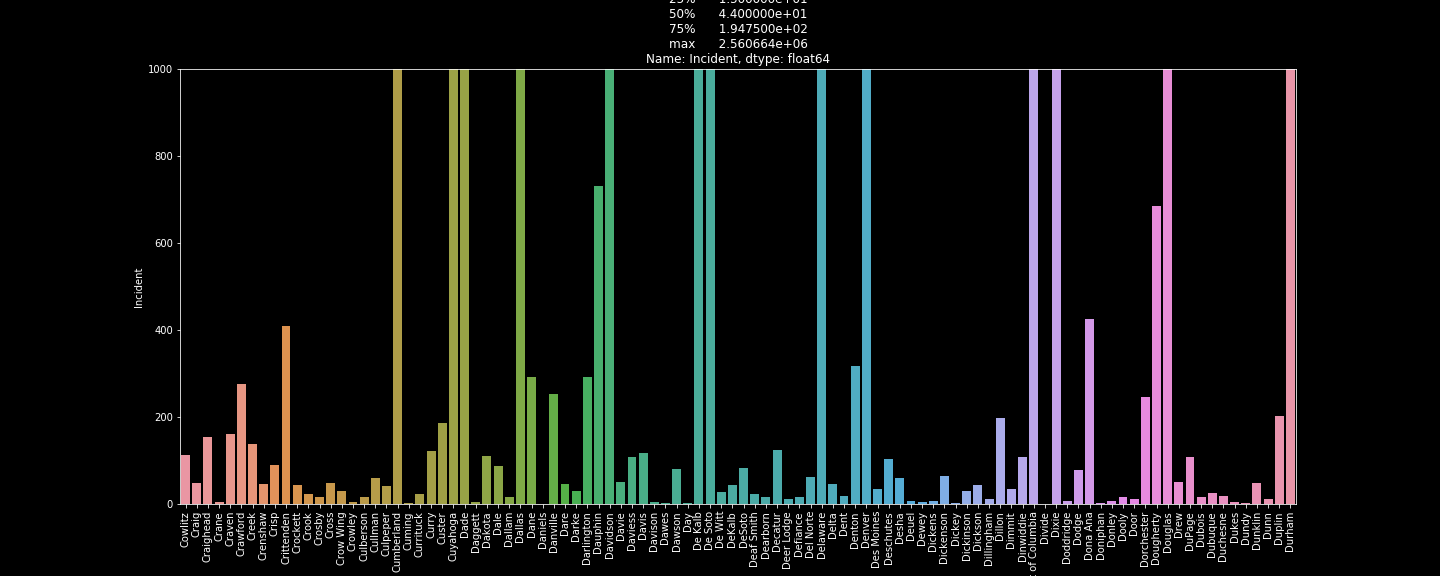 50% 4.400000e+01
75% 1.947500e+02
max 2.560664e+06
Name: Incident, dtype: float64
1000
800
600
400
200
0
Incident
Cowlitz
Craig
Craighead
Crane
Craven
Crawford
Creek
Crenshaw
Crisp
Crittenden
Crockett
Crook
Crosby
Cross
Crow Wing
Crowley
Culberson
Cullman
Culpeper
Cumberland
Cuming
Currituck
Curry
Custer
Cuyahoga
Dade
Daggett
Dakota
Dale
Dallam
Dallas
Dane
Daniels
Danville
Dare
Darke
Darlington
Dauphin
Davidson
Davie
Daviess
Davis
Davison
Dawes
Dawson
Day
De Kalb
De Soto
De Witt
DeKalb
DeSoto
Deaf Smith
Dearborn
Decatur
Deer Lodge
Defiance
Del Norte
Delaware
Delta
Dent
Denton
Denver
Des Moines
Deschutes
Desha
Deuel
Dewey
Dickens
Dickenson
Dickey
Dickinson
Dickson
Dillingham
Dillon
Dimmit
Dinwiddie
of Columbia
Divide
Dixie
Doddridge
Dodge
Dona Ana
Doniphan
Donley
Dooly
Door
Dorchester
Dougherty
Douglas
Drew
DuPage
Dubois
Dubuque
Duchesne
Dukes
Dundy
Dunklin
Dunn
Duplin
Durham